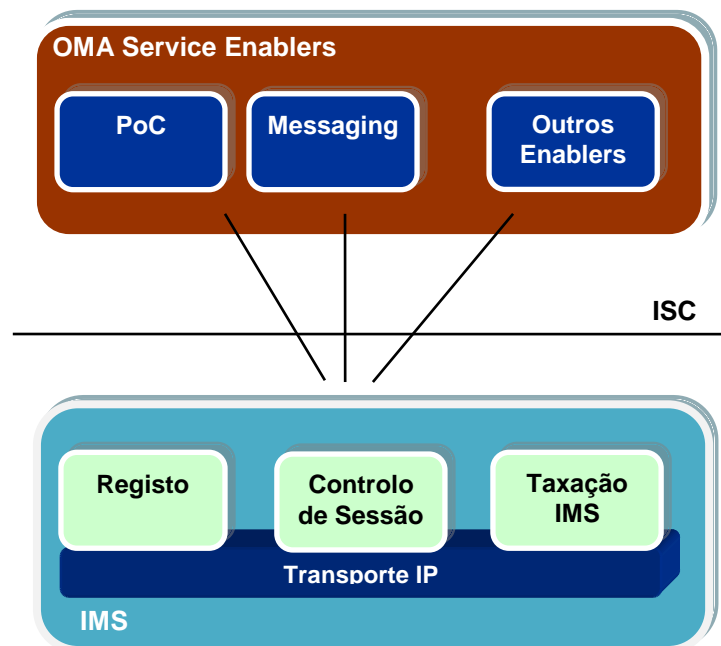 OMA Service Enablers
PoC
Messaging
Outros
Enablers
ISC
Registo
Controlo
de Sessão
Taxação
IMS
Transporte IP
IMS